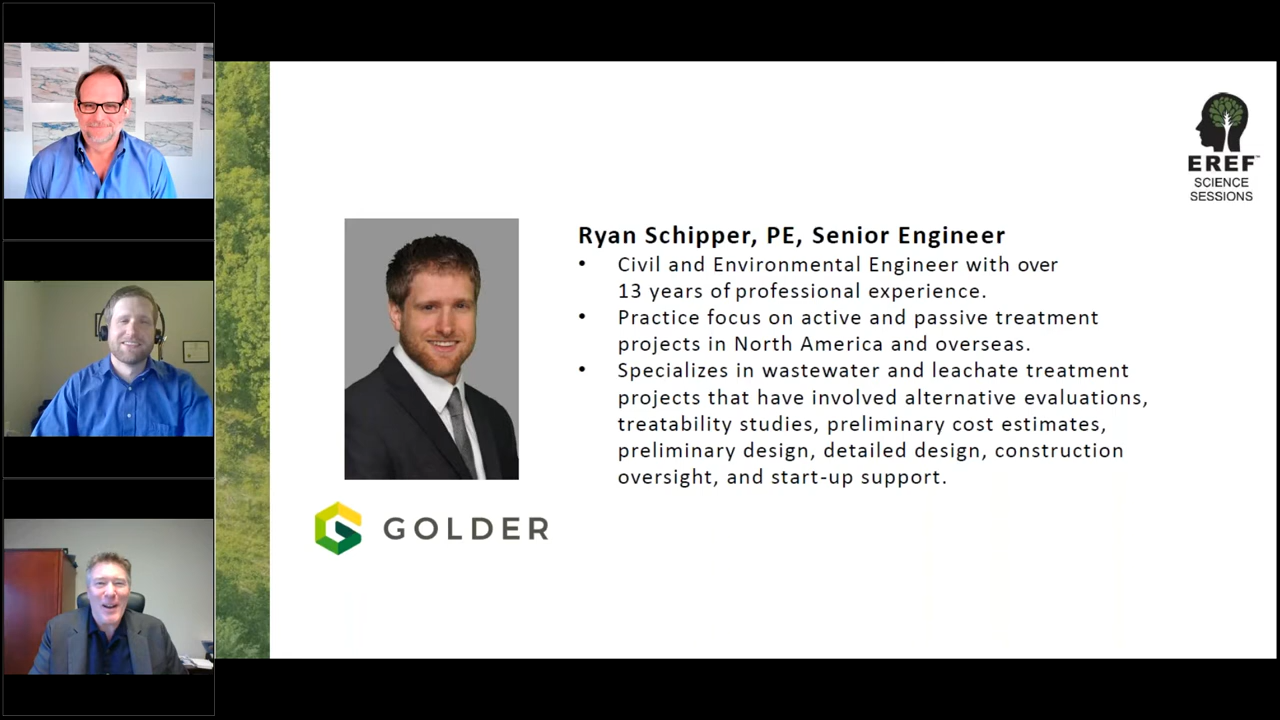 EREF™
SCIENCE
SESSIONS
Ryan Schipper, PE, Senior Engineer
• Civil and Environmental Engineer with over
13 years of professional experience.
• Practice focus on active and passive treatment
projects in North America and overseas.
• Specializes in wastewater and leachate treatment
projects that have involved alternative evaluations,
treatability studies, preliminary cost estimates,
preliminary design, detailed design, construction
oversight, and start-up support.
GOLDER